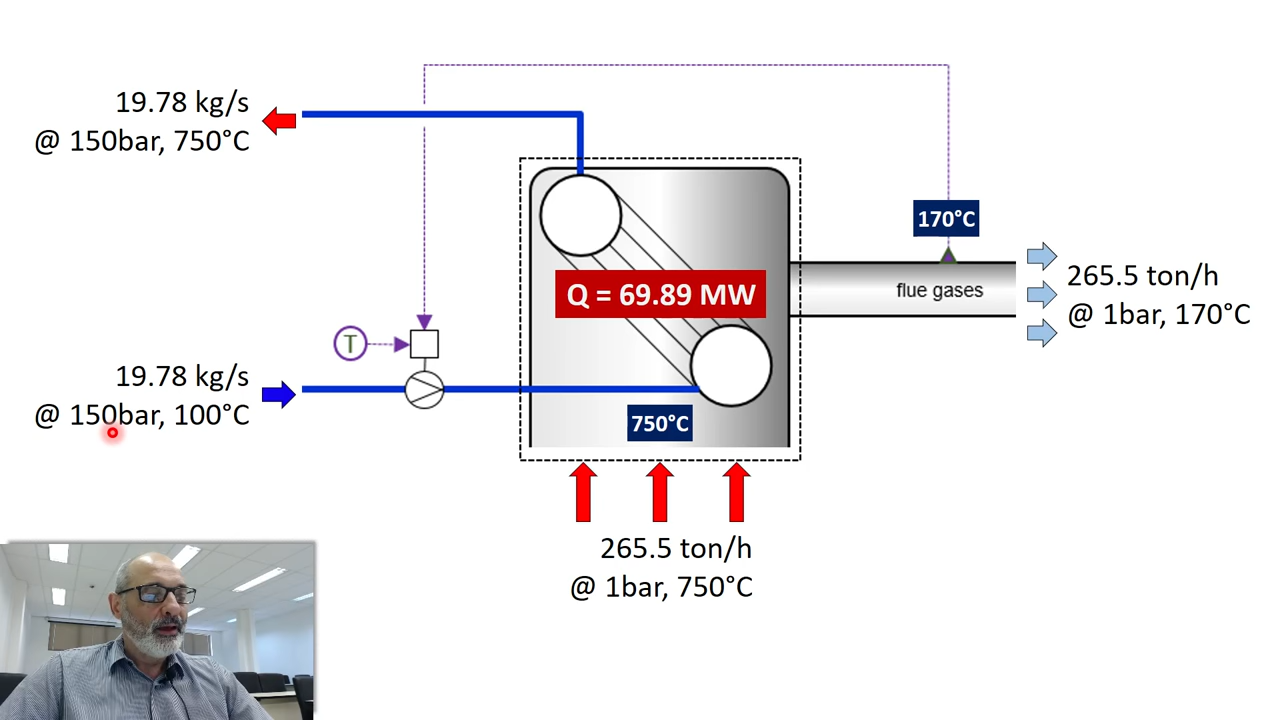 19.78 kg/s
@ 150bar, 750°C
170°C
265.5 ton/h
@ 1bar, 170°C
flue gases
Q = 69.89 MW
T
19.78 kg/s
@ 150bar, 100°C
750°C
265.5 ton/h
@ 1bar, 750°C